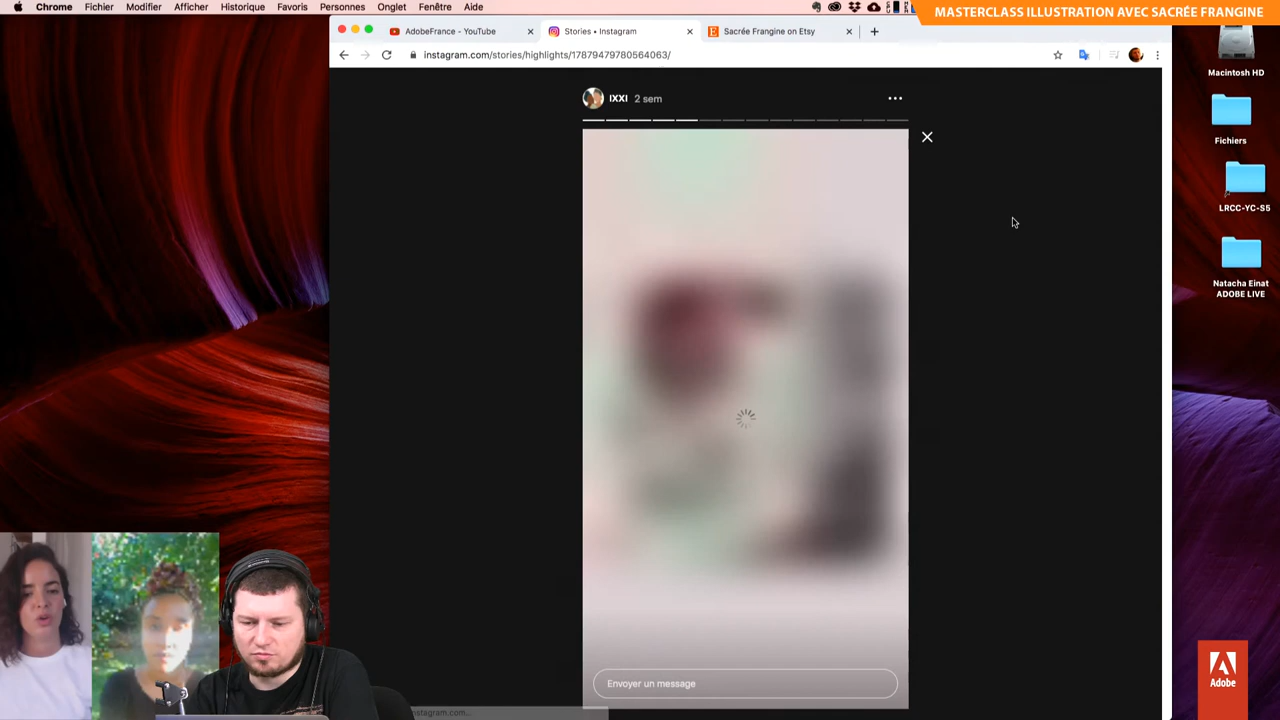 Chrome Fichier Modifier Afficher Historique Favoris Personnes Onglet Fenêtre Aide
MASTERCLASS ILLUSTRATION AVEC SACRÉE FRANGINE
AdobeFrance - YouTube
Stories • Instagram
Sacrée Frangine on Etsy
instagram.com/stories/highlights/17879479780564063/
IXXI 2 sem
Macintosh HD
Fichiers
LRCC-YC-S5
Natacha Einat
ADOBE LIVE
Envoyer un message
Adobe